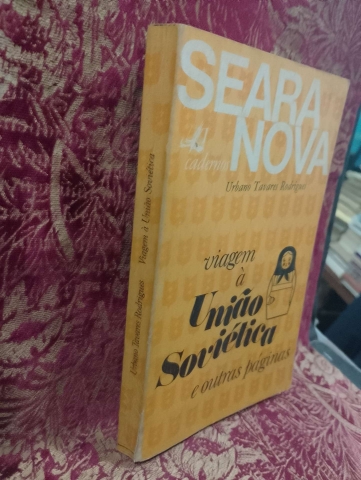 SEARA
NOVA
cadernos
Urbano Tavares Rodrigues
viagem
à
União
Soviética
e outras páginas
Urbano Tavares Rodrigues Viagem à União Soviética